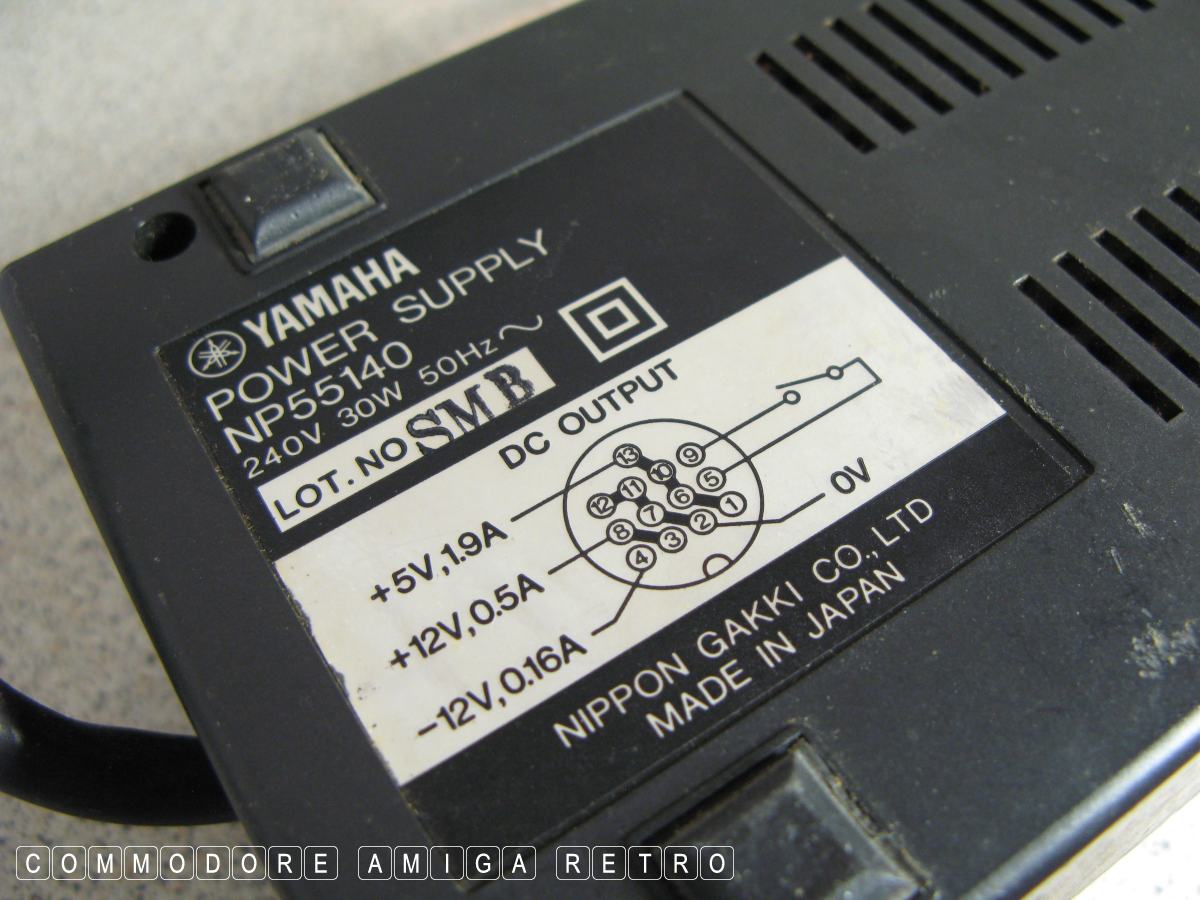 YAMAHA
POWER SUPPLY
NP55140
240V 30W 50Hz
LOT. NO. SMB
DC OUTPUT
13 10 9
12 11 6 5
8 7 2 1
4 3
+5V, 1.9A
+12V, 0.5A
-12V, 0.16A
0V
NIPPON GAKKI CO., LTD
MADE IN JAPAN
COMMODORE AMIGA RETRO